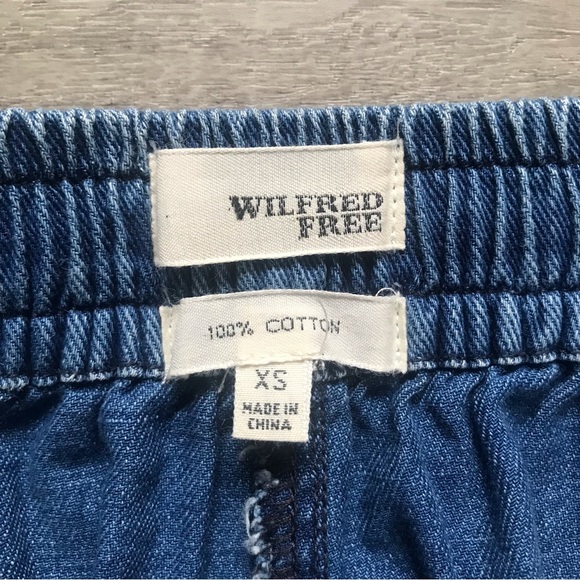 WILFRED
FREE
100% COTTON
XS
MADE IN
CHINA